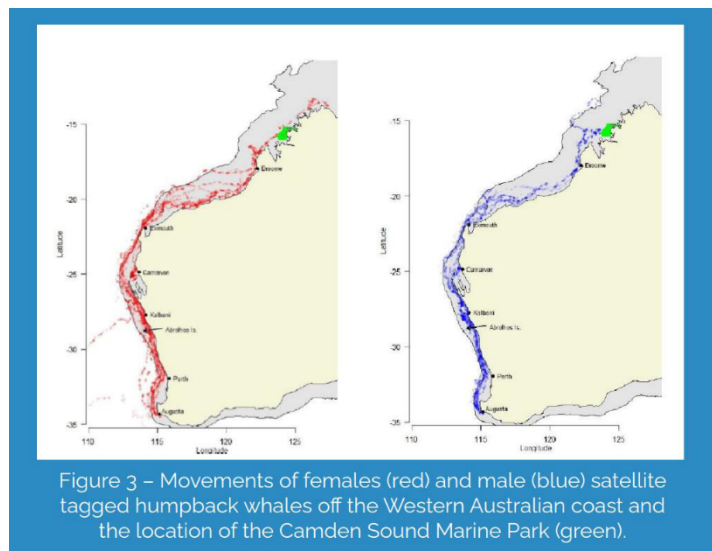 -15
Broome
-20
Latitude
Exmouth
Carnarvon
-25
Kalbarri
Abrolhos Is.
-30
Perth
Augusta
-35
110 115 120 125
Longitude
-15
Broome
-20
Latitude
Exmouth
Carnarvon
-25
Kalbarri
Abrolhos Is.
-30
Perth
Augusta
-35
110 115 120 125
Longitude
Figure 3 – Movements of females (red) and male (blue) satellite
tagged humpback whales off the Western Australian coast and
the location of the Camden Sound Marine Park (green).